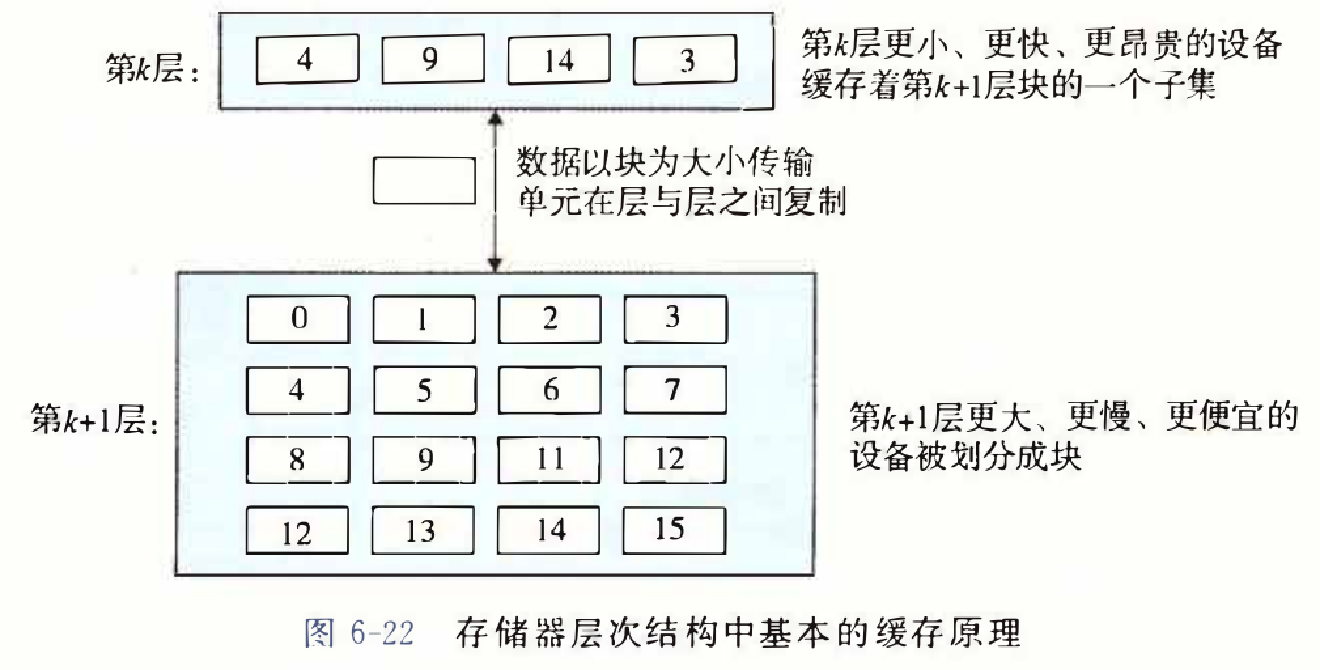 第k层：
4 9 14 3
第k层更小、更快、更昂贵的设备
缓存着第k+1层块的一个子集
数据以块为大小传输
单元在层与层之间复制
第k+1层：
0 1 2 3
4 5 6 7
8 9 11 12
12 13 14 15
第k+1层更大、更慢、更便宜的
设备被划分成块
图 6-22 存储器层次结构中基本的缓存原理